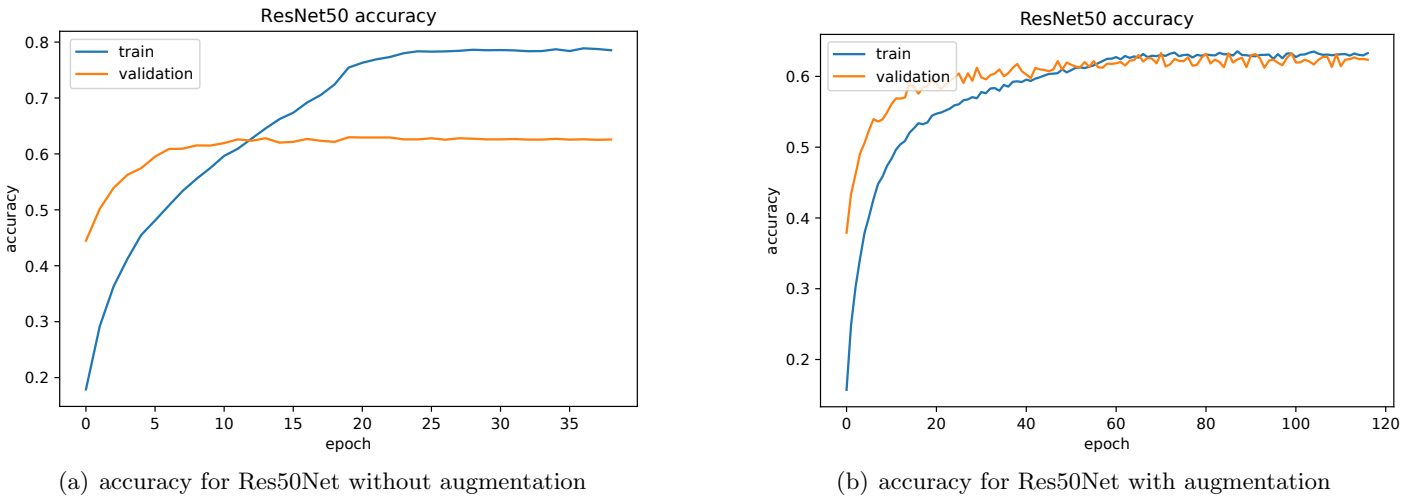 ResNet50 accuracy
train
validation
accuracy
0.8
0.7
0.6
0.5
0.4
0.3
0.2
0 5 10 15 20 25 30 35
epoch
(a) accuracy for Res50Net without augmentation
ResNet50 accuracy
train
validation
accuracy
0.6
0.5
0.4
0.3
0.2
0 20 40 60 80 100 120
epoch
(b) accuracy for Res50Net with augmentation